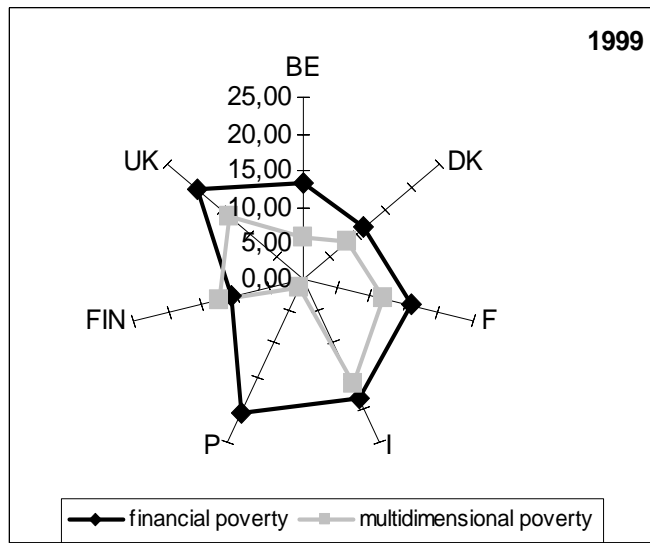 1999
BE
25,00
20,00
UK
DK
15,00
10,00
5,00
0,00
FIN
F
P
I
financial poverty
multidimensional poverty